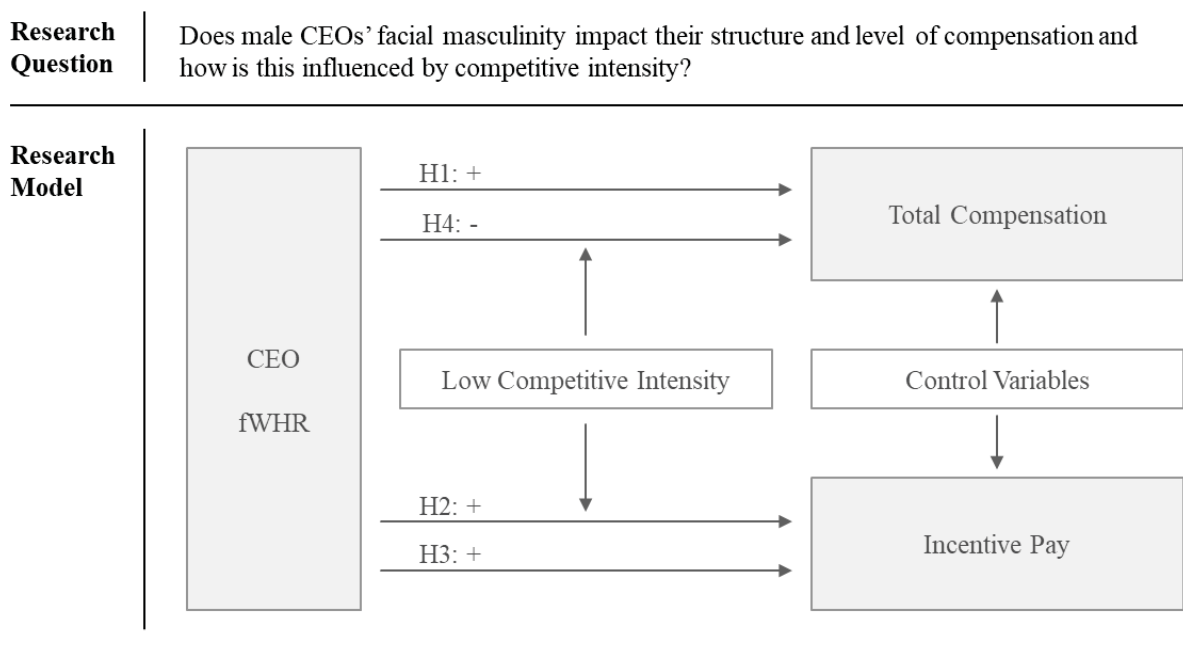 Research
Question
Does male CEOs’ facial masculinity impact their structure and level of compensation and
how is this influenced by competitive intensity?
Research
Model
H1: +
H4: -
Total Compensation
CEO
fWHR
Low Competitive Intensity
Control Variables
H2: +
H3: +
Incentive Pay